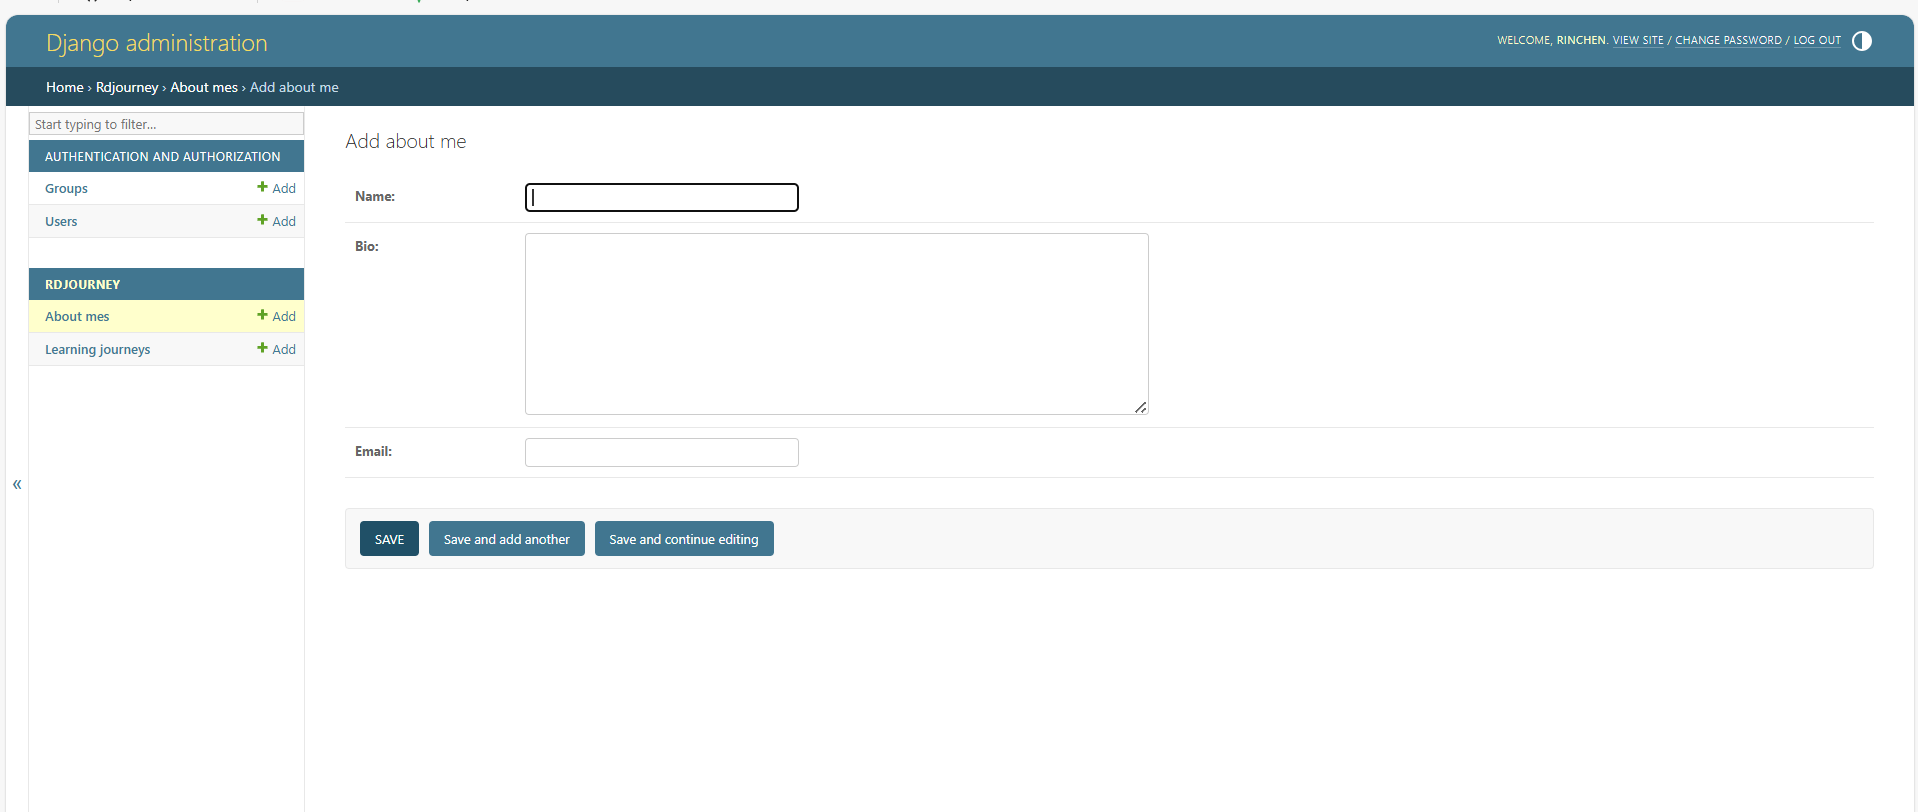 Django administration
WELCOME, RINCHEN. VIEW SITE / CHANGE PASSWORD / LOG OUT
Home › Rdjourney › About mes › Add about me
Start typing to filter...
AUTHENTICATION AND AUTHORIZATION
Groups + Add
Users + Add
RDJOURNEY
About mes + Add
Learning journeys + Add
«
Add about me
Name:
Bio:
Email:
SAVE Save and add another Save and continue editing